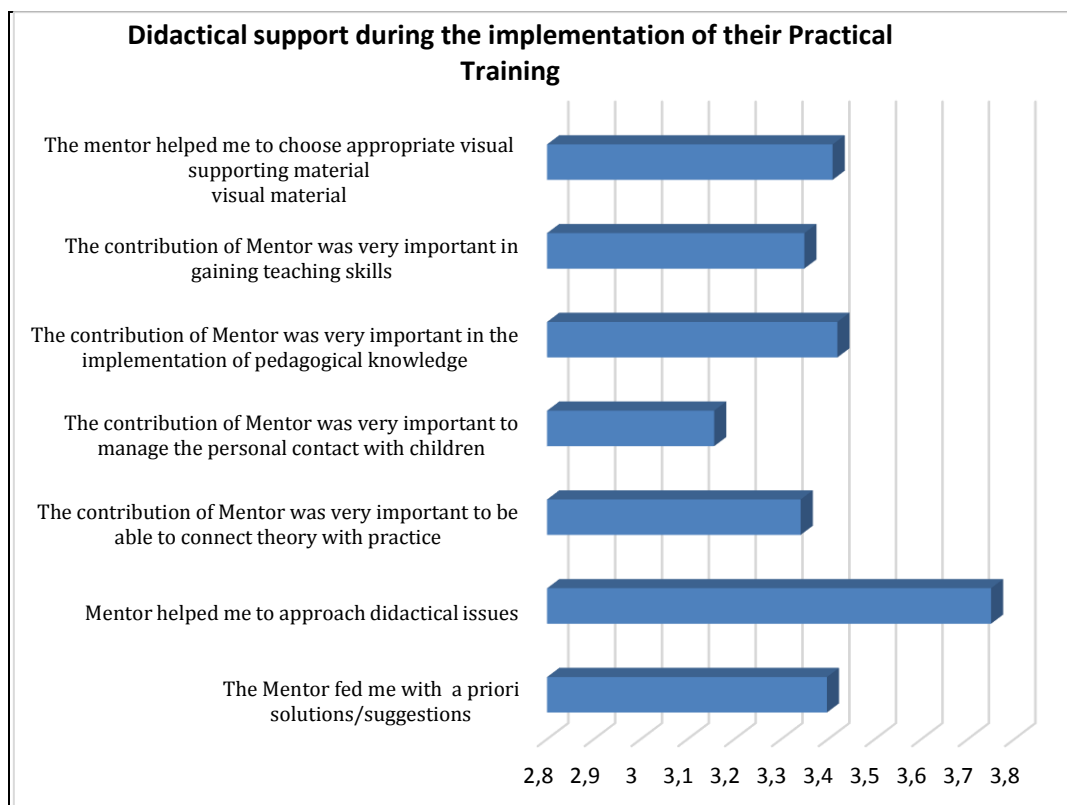 Didactical support during the implementation of their Practical
Training
The mentor helped me to choose appropriate visual
supporting material
visual material
The contribution of Mentor was very important in
gaining teaching skills
The contribution of Mentor was very important in the
implementation of pedagogical knowledge
The contribution of Mentor was very important to
manage the personal contact with children
The contribution of Mentor was very important to be
able to connect theory with practice
Mentor helped me to approach didactical issues
The Mentor fed me with a priori
solutions/suggestions
2,8 2,9 3 3,1 3,2 3,3 3,4 3,5 3,6 3,7 3,8